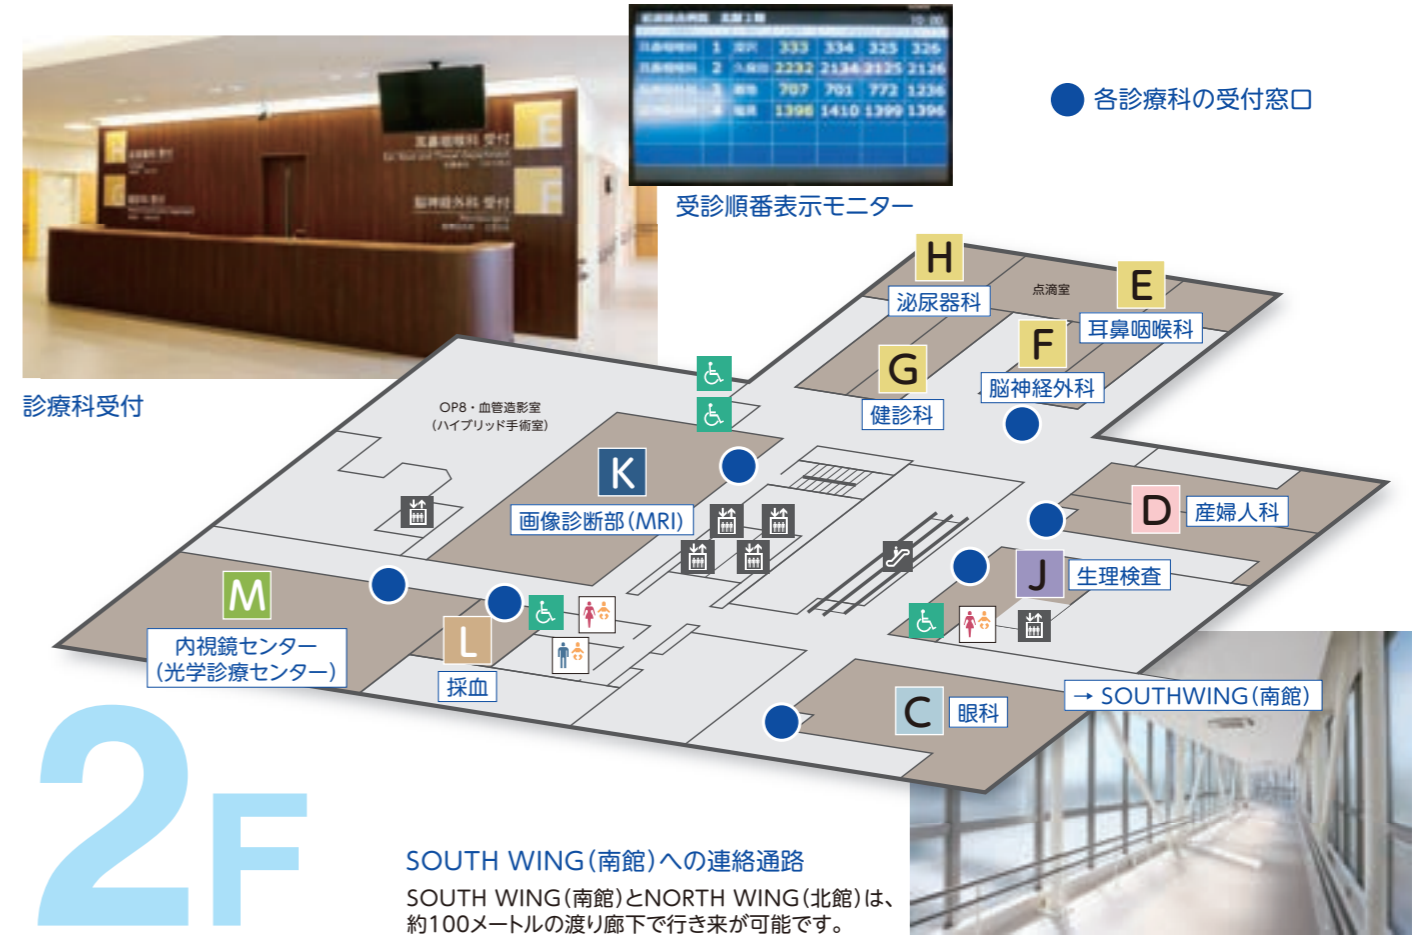 10:00
1
333
334
325
326
2
2232
2134
2125
2126
3
707
701
772
1236
4
1396
1410
1399
1396
受診順番表示モニター
各診療科の受付窓口
耳鼻咽喉科 受付
E
脳神経外科 受付
F
診療科受付
H
泌尿器科
点滴室
E
耳鼻咽喉科
F
脳神経外科
G
健診科
OP8・血管造影室
(ハイブリッド手術室)
K
画像診断部(MRI)
D
産婦人科
J
生理検査
M
内視鏡センター
(光学診療センター)
L
採血
C
眼科
→ SOUTHWING(南館)
2F
SOUTH WING(南館)への連絡通路
SOUTH WING(南館)とNORTH WING(北館)は、
約100メートルの渡り廊下で行き来が可能です。